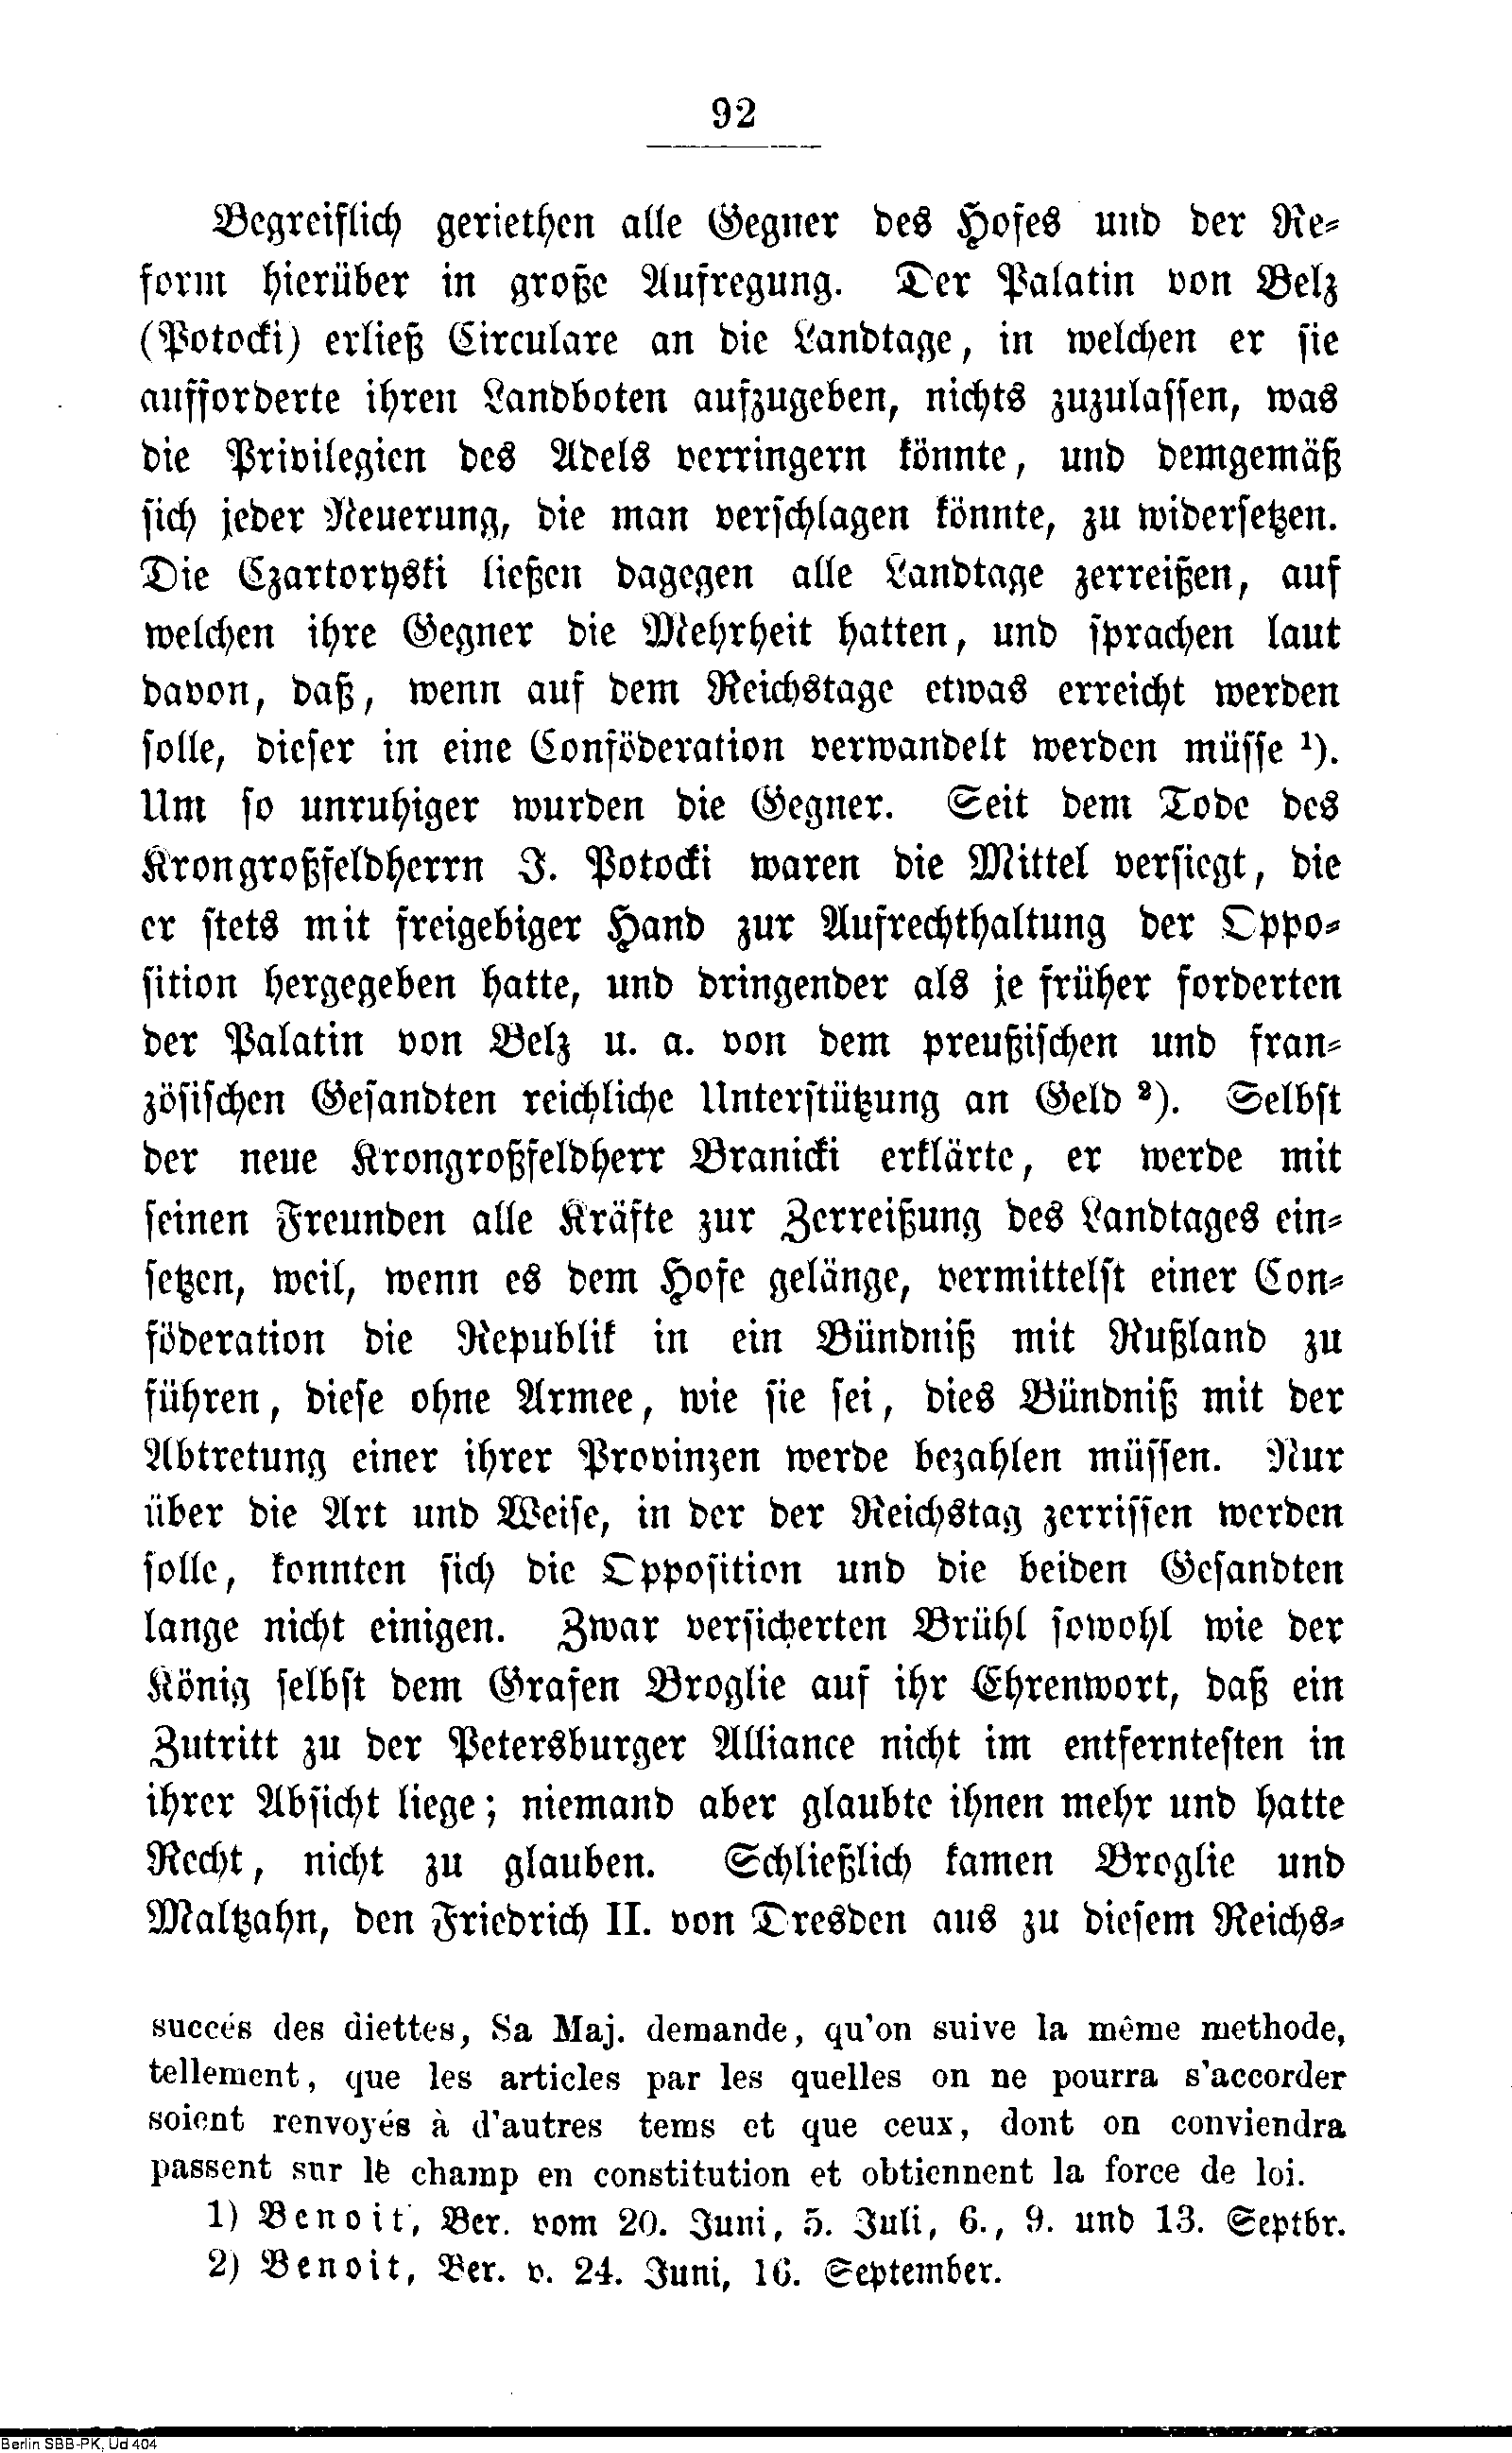 92
Begreiflich geriethen alle Gegner des Hofes und der Re-
form hierüber in große Aufregung. Der Palatin von Belz
(Potocki) erließ Circulare an die Landtage, in welchen er sie
aufforderte ihren Landboten aufzugeben, nichts zuzulassen, was
die Privilegien des Adels verringern könnte, und demgemäß
sich jeder Neuerung, die man verschlagen könnte, zu widersetzen.
Die Czartoryski ließen dagegen alle Landtage zerreißen, auf
welchen ihre Gegner die Mehrheit hatten, und sprachen laut
davon, daß, wenn auf dem Reichstage etwas erreicht werden
solle, dieser in eine Conföderation verwandelt werden müsse ¹).
Um so unruhiger wurden die Gegner. Seit dem Tode des
Krongroßfeldherrn J. Potocki waren die Mittel versiegt, die
er stets mit freigebiger Hand zur Aufrechthaltung der Oppo-
sition hergegeben hatte, und dringender als je früher forderten
der Palatin von Belz u. a. von dem preußischen und fran-
zösischen Gesandten reichliche Unterstützung an Geld ²). Selbst
der neue Krongroßfeldherr Branicki erklärte, er werde mit
seinen Freunden alle Kräfte zur Zerreißung des Landtages ein-
setzen, weil, wenn es dem Hofe gelänge, vermittelst einer Con-
föderation die Republik in ein Bündniß mit Rußland zu
führen, diese ohne Armee, wie sie sei, dies Bündniß mit der
Abtretung einer ihrer Provinzen werde bezahlen müssen. Nur
über die Art und Weise, in der der Reichstag zerrissen werden
solle, konnten sich die Opposition und die beiden Gesandten
lange nicht einigen. Zwar versicherten Brühl sowohl wie der
König selbst dem Grafen Broglie auf ihr Ehrenwort, daß ein
Zutritt zu der Petersburger Alliance nicht im entferntesten in
ihrer Absicht liege; niemand aber glaubte ihnen mehr und hatte
Recht, nicht zu glauben. Schließlich kamen Broglie und
Maltzahn, den Friedrich II. von Dresden aus zu diesem Reichs-
succés des diettes, Sa Maj. demande, qu'on suive la même methode,
tellement, que les articles par les quelles on ne pourra s'accorder
soient renvoyés à d'autres tems et que ceux, dont on conviendra
passent sur le champ en constitution et obtiennent la force de loi.
1) Benoit, Ber. vom 20. Juni, 5. Juli, 6., 9. und 13. Septbr.
2) Benoit, Ber. v. 24. Juni, 16. September.
Berlin SBB-PK, Ud 404